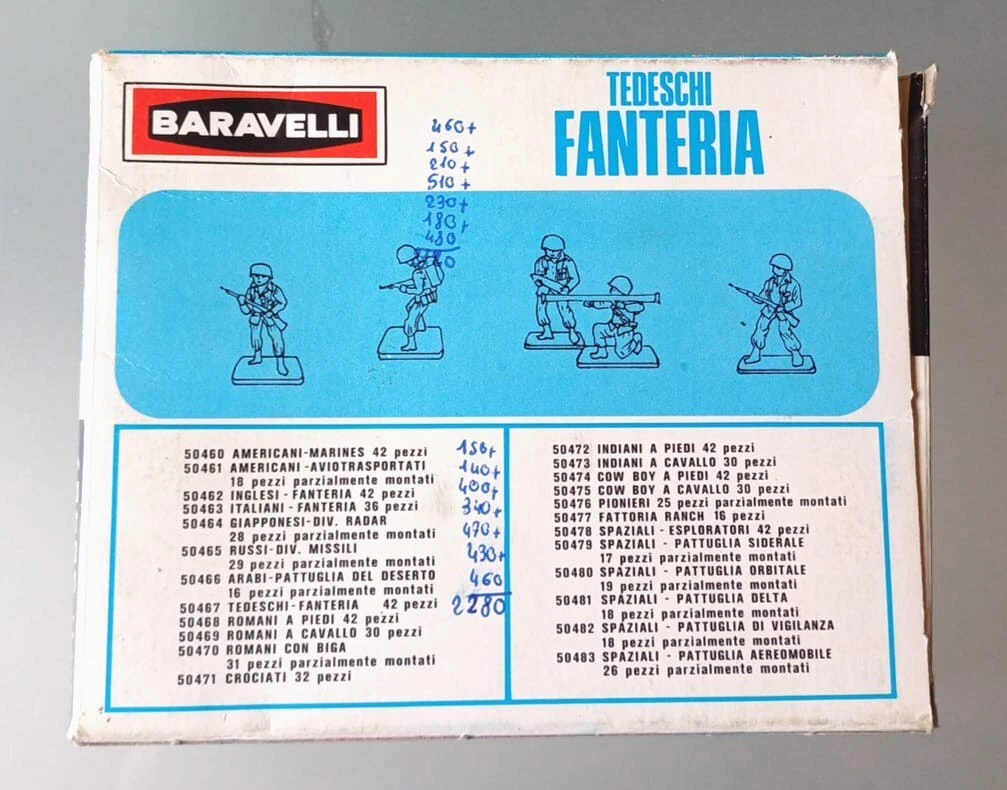 BARAVELLI
TEDESCHI
FANTERIA
460+
150+
210+
510+
230+
180+
480
50460 AMERICANI-MARINES 42 pezzi
50461 AMERICANI-AVIOTRASPORTATI
18 pezzi parzialmente montati
50462 INGLESI-FANTERIA 42 pezzi
50463 ITALIANI-FANTERIA 36 pezzi
50464 GIAPPONESI-DIV. RADAR
28 pezzi parzialmente montati
50465 RUSSI-DIV. MISSILI
29 pezzi parzialmente montati
50466 ARABI-PATTUGLIA DEL DESERTO
16 pezzi parzialmente montati
50467 TEDESCHI-FANTERIA 42 pezzi
50468 ROMANI A PIEDI 42 pezzi
50469 ROMANI A CAVALLO 30 pezzi
50470 ROMANI CON BIGA
31 pezzi parzialmente montati
50471 CROCIATI 32 pezzi
150+
140+
400+
340+
470+
430+
460
2280
50472 INDIANI A PIEDI 42 pezzi
50473 INDIANI A CAVALLO 30 pezzi
50474 COW BOY A PIEDI 42 pezzi
50475 COW BOY A CAVALLO 30 pezzi
50476 PIONIERI 25 pezzi parzialmente montati
50477 FATTORIA RANCH 16 pezzi
50478 SPAZIALI - ESPLORATORI 42 pezzi
50479 SPAZIALI - PATTUGLIA SIDERALE
17 pezzi parzialmente montati
50480 SPAZIALI - PATTUGLIA ORBITALE
19 pezzi parzialmente montati
50481 SPAZIALI - PATTUGLIA DELTA
18 pezzi parzialmente montati
50482 SPAZIALI - PATTUGLIA DI VIGILANZA
18 pezzi parzialmente montati
50483 SPAZIALI - PATTUGLIA AEREOMOBILE
26 pezzi parzialmente montati